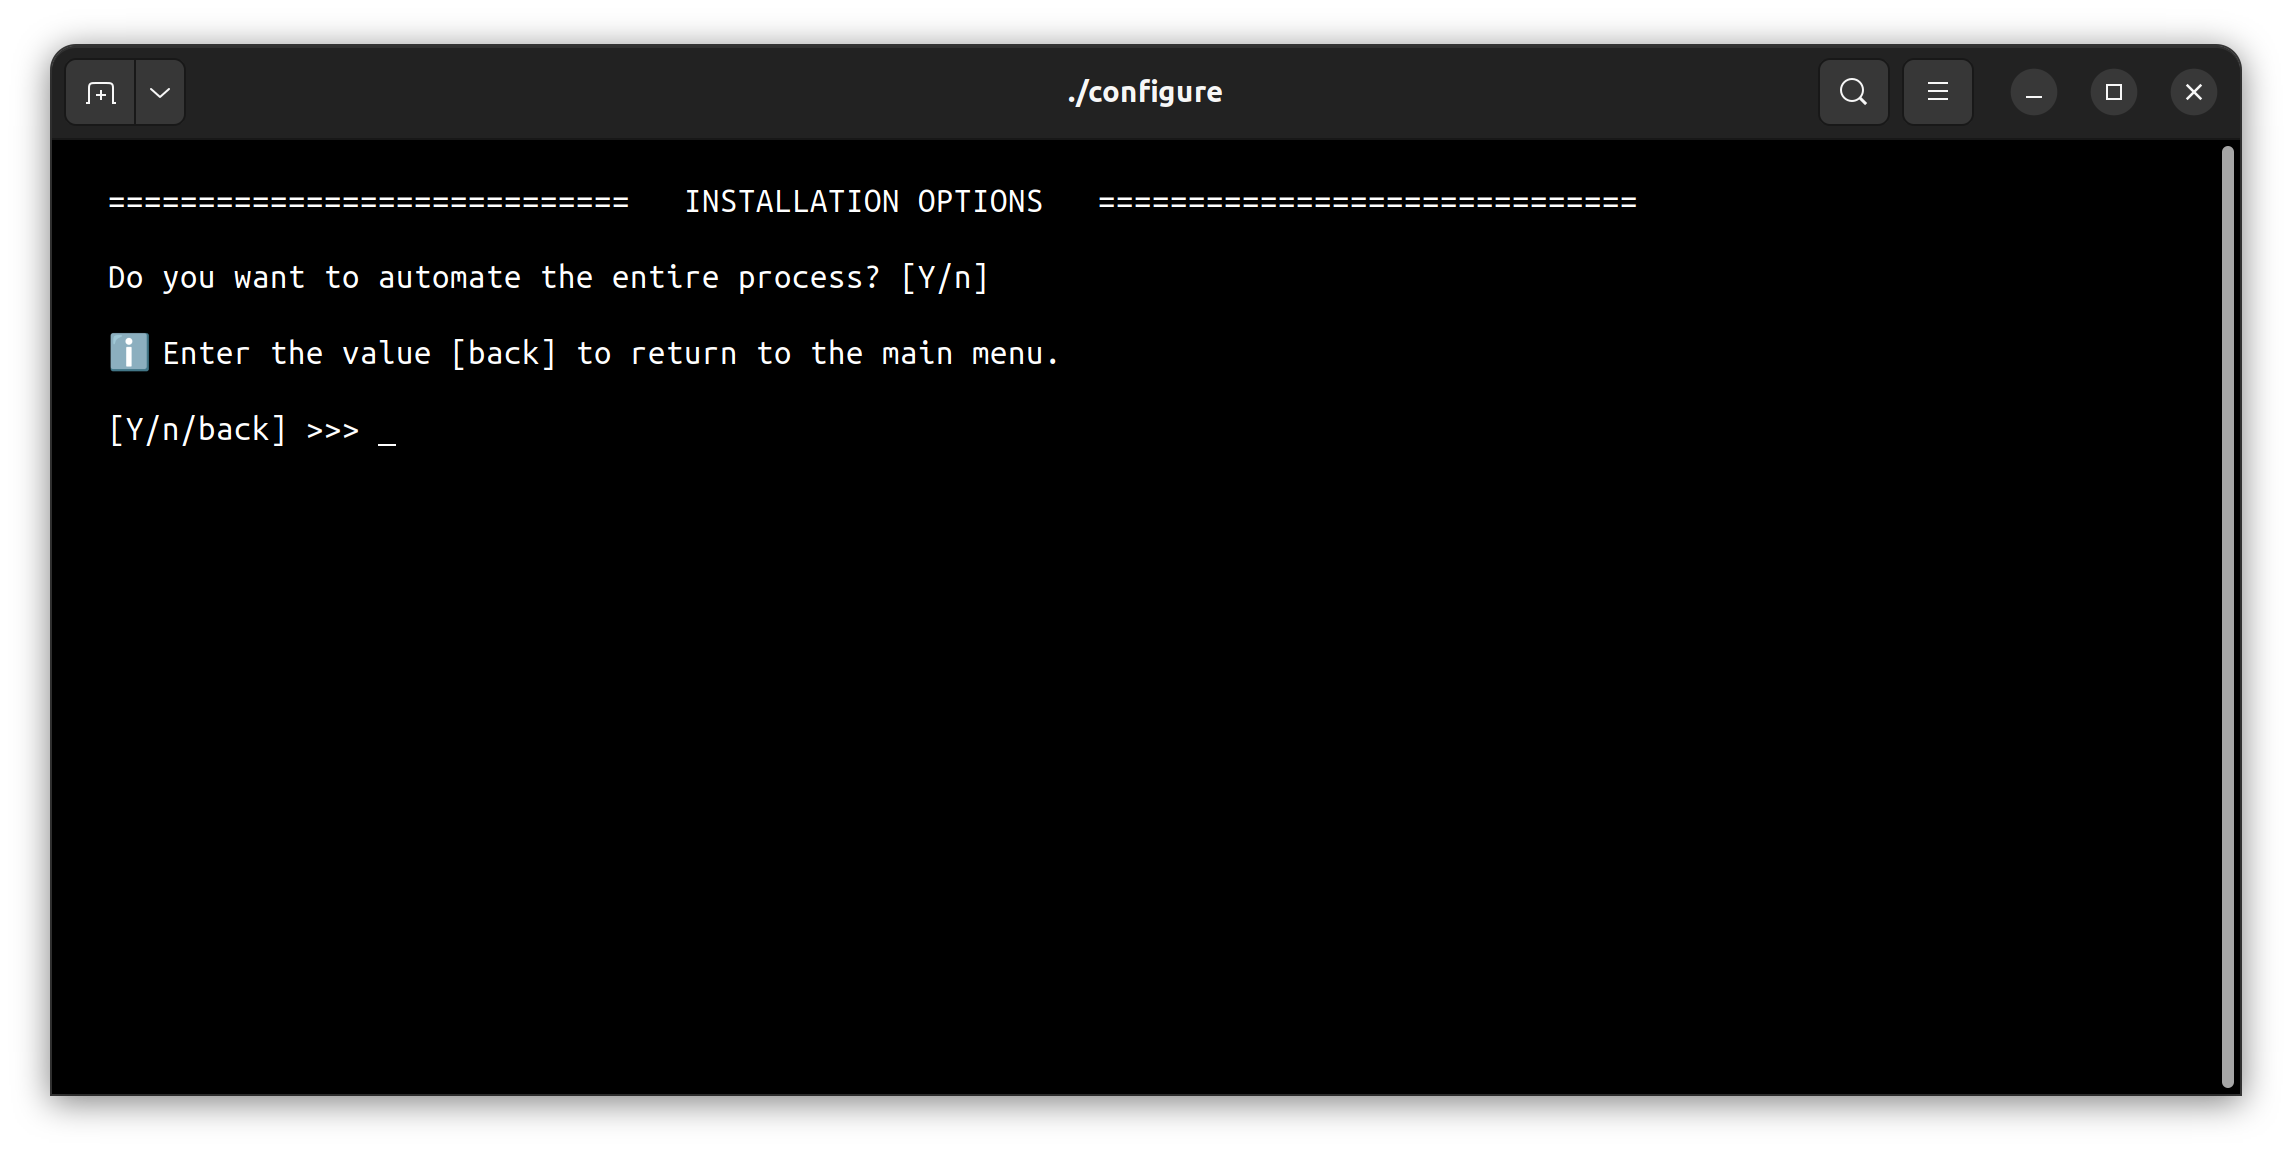 ./configure
============================= INSTALLATION OPTIONS ==============================
Do you want to automate the entire process? [Y/n]
ℹ️ Enter the value [back] to return to the main menu.
[Y/n/back] >>> _